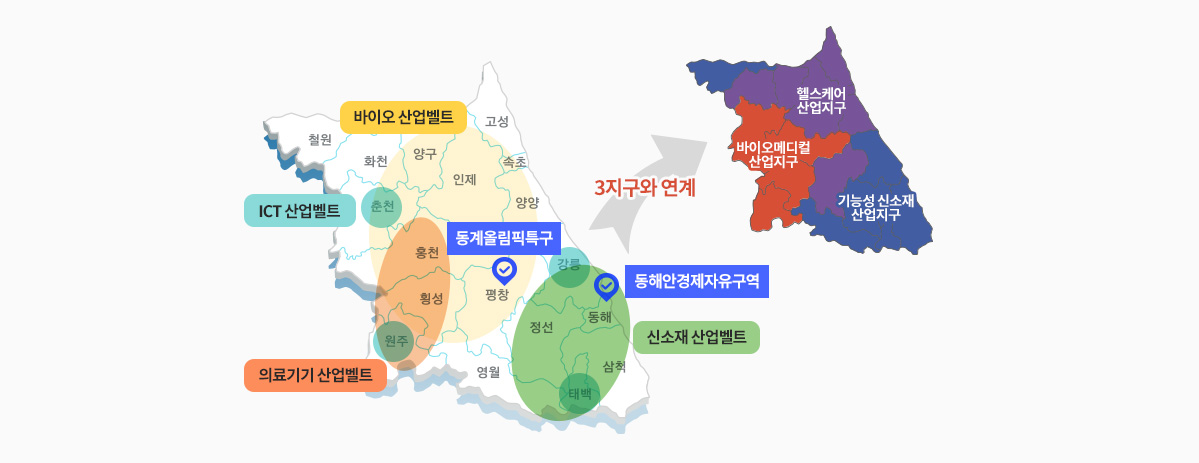 바이오 산업벨트
고성
철원
화천
양구
속초
인제
ICT 산업벨트
춘천
양양
동계올림픽특구
홍천
강릉
평창
횡성
동해안경제자유구역
정선
동해
원주
신소재 산업벨트
의료기기 산업벨트
영월
삼척
태백
3지구와 연계
헬스케어
산업지구
바이오메디컬
산업지구
기능성 신소재
산업지구